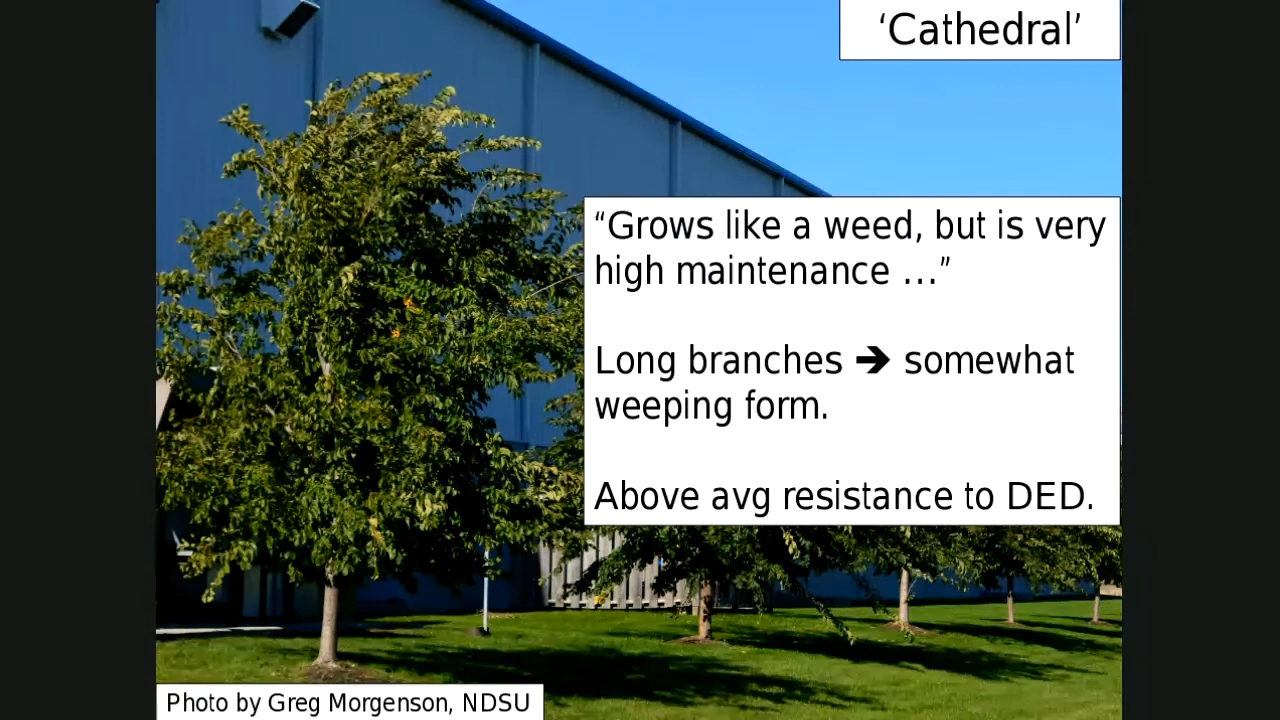 ‘Cathedral’
“Grows like a weed, but is very
high maintenance …”
Long branches ➔ somewhat
weeping form.
Above avg resistance to DED.
Photo by Greg Morgenson, NDSU